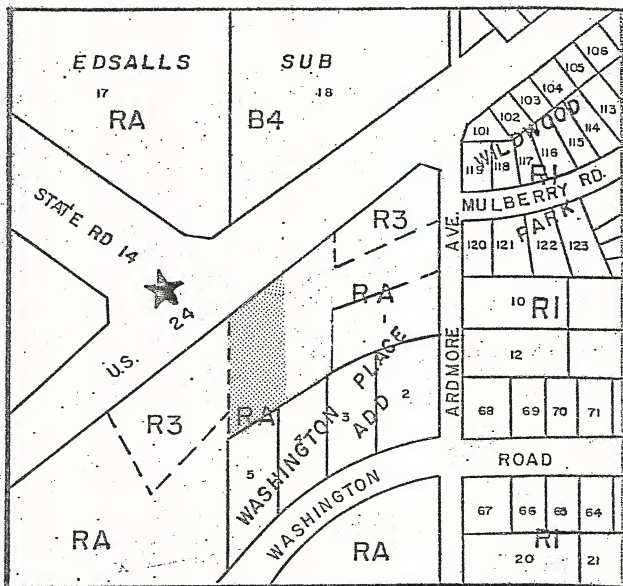 EDSALLS SUB
17 18
RA B4
STATE RD 14
U.S. 24
R3
RA
1
R3
RA
RA
WASHINGTON PLACE ADD
5 4 3 2
WASHINGTON ROAD
RA
ARDMORE AVE.
106
105
104
103
102
101
113
WILDWOOD PARK
119 118 117 116 115 114
RI
MULBERRY RD.
120 121 122 123
10 RI
12
68 69 70 71
67 66 65 64
RI
20 21